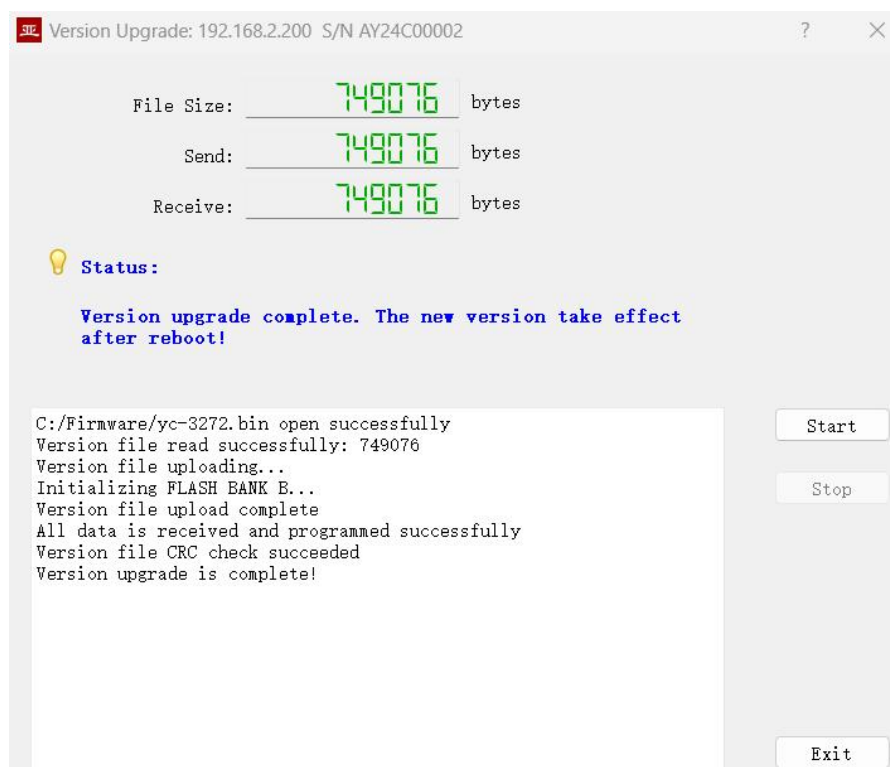 Version Upgrade: 192.168.2.200 S/N AY24C00002
?
File Size: 749076 bytes
Send: 749076 bytes
Receive: 749076 bytes
Status:
Version upgrade complete. The new version take effect
after reboot!
C:/Firmware/yc-3272.bin open successfully
Version file read successfully: 749076
Version file uploading...
Initializing FLASH BANK B...
Version file upload complete
All data is received and programmed successfully
Version file CRC check succeeded
Version upgrade is complete!
Start
Stop
Exit